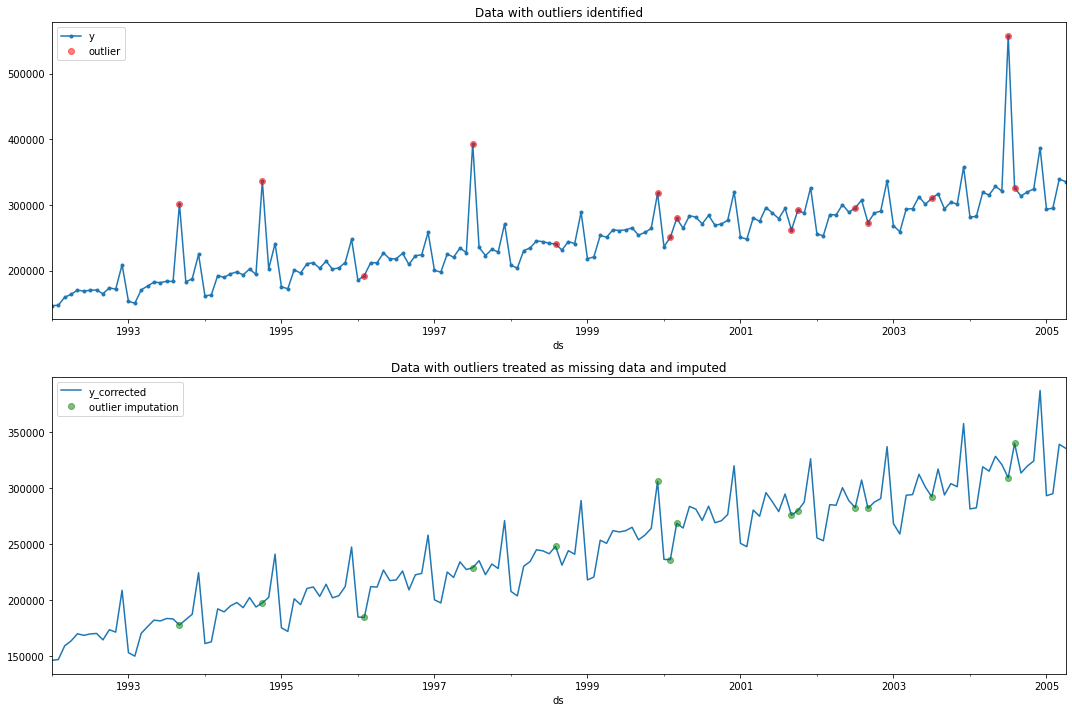 Data with outliers identified
y
outlier
500000
400000
300000
200000
1993 1995 1997 1999 2001 2003 2005
ds
Data with outliers treated as missing data and imputed
y_corrected
outlier imputation
350000
300000
250000
200000
150000
1993 1995 1997 1999 2001 2003 2005
ds